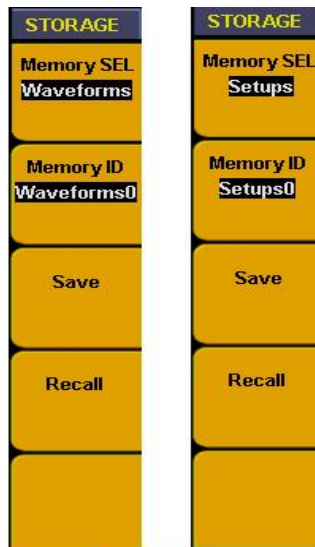 STORAGE
Memory SEL
Waveforms
Memory ID
Waveforms0
Save
Recall
STORAGE
Memory SEL
Setups
Memory ID
Setups0
Save
Recall